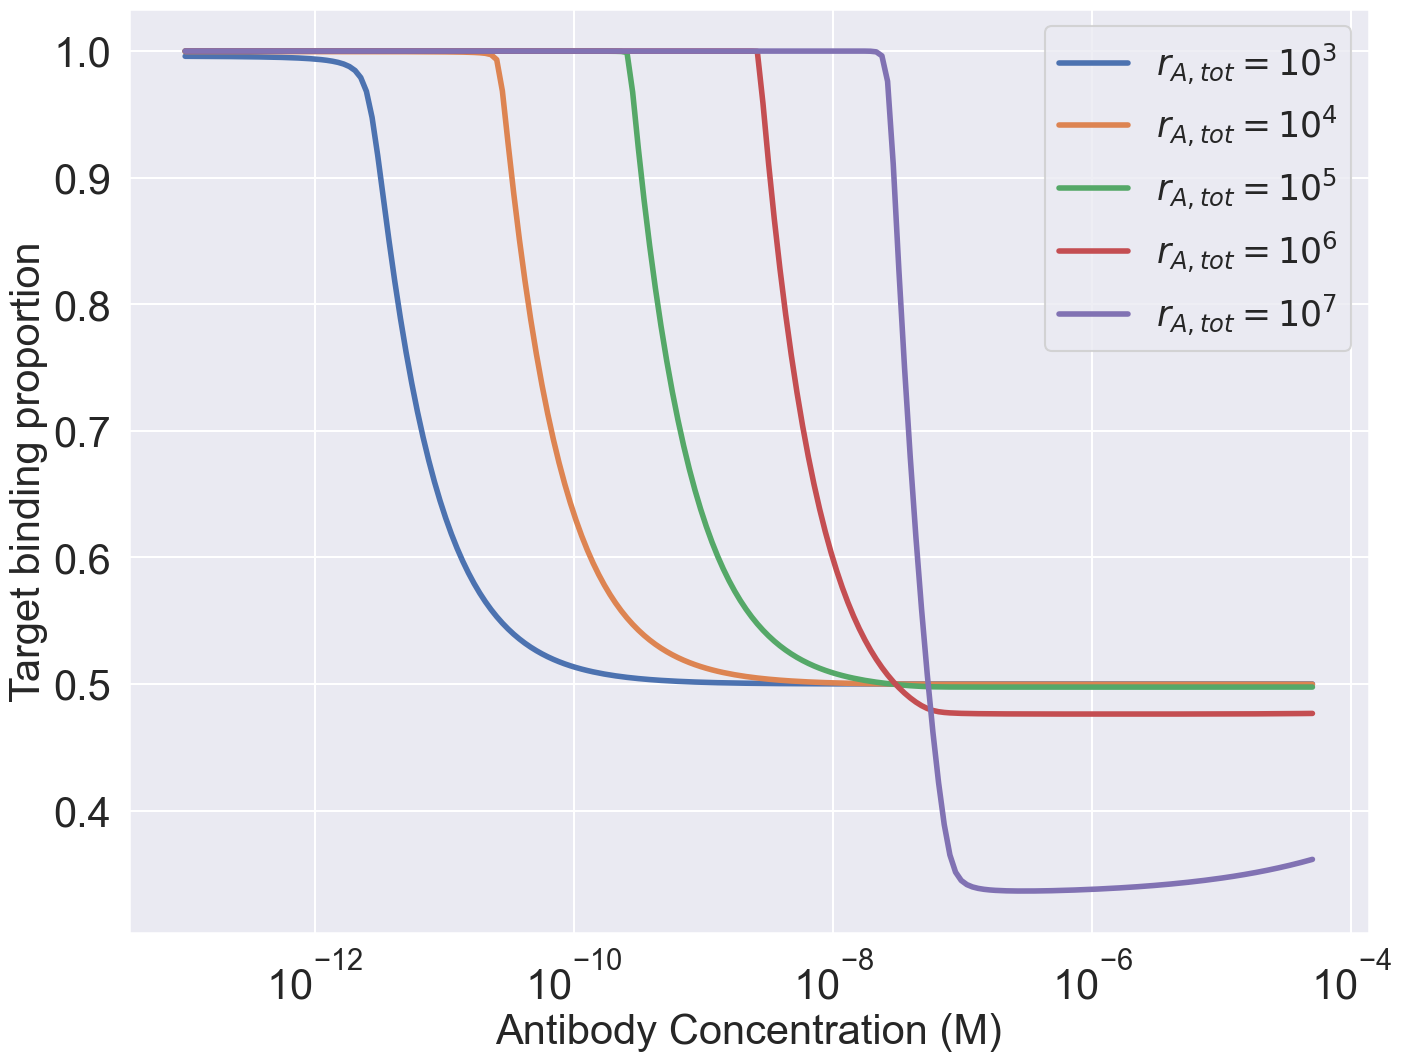 1.0
0.9
0.8
0.7
0.6
0.5
0.4
Target binding proportion
r_{A, tot} = 10^3
r_{A, tot} = 10^4
r_{A, tot} = 10^5
r_{A, tot} = 10^6
r_{A, tot} = 10^7
10^{−12} 10^{−10} 10^{−8} 10^{−6} 10^{−4}
Antibody Concentration (M)